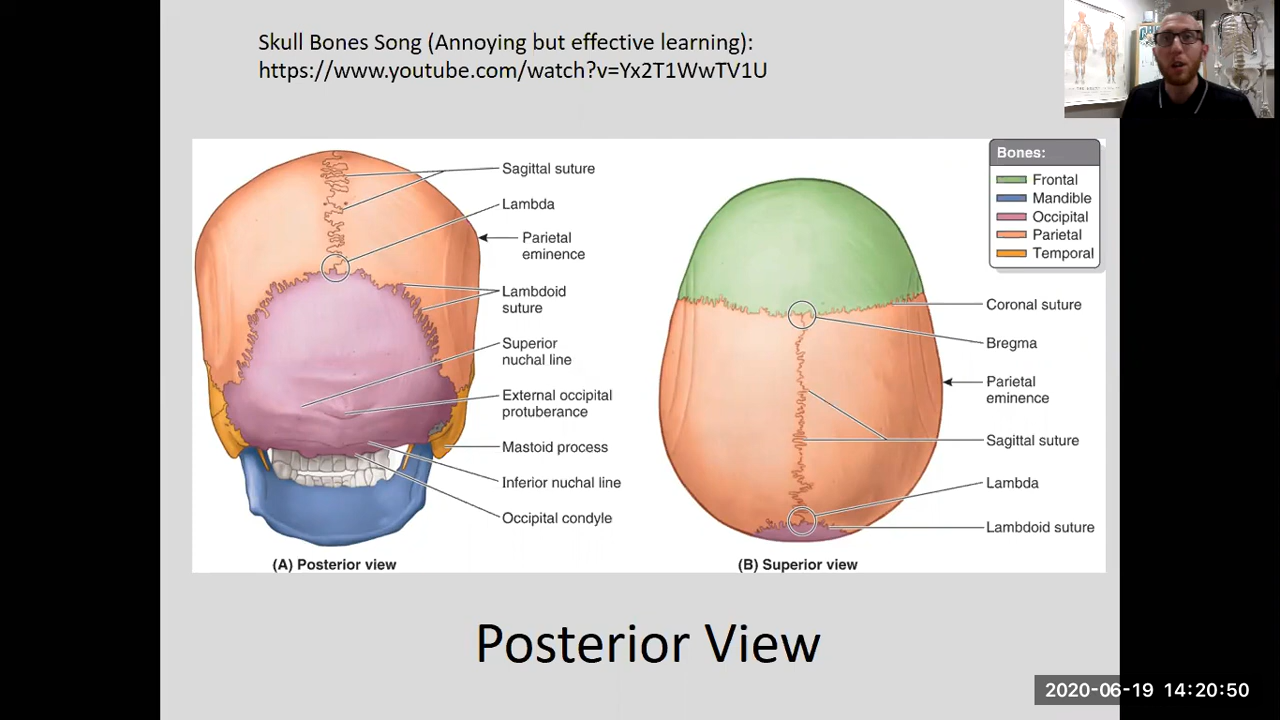 Skull Bones Song (Annoying but effective learning):
https://www.youtube.com/watch?v=Yx2T1WwTV1U
Sagittal suture
Lambda
Parietal
eminence
Lambdoid
suture
Superior
nuchal line
External occipital
protuberance
Mastoid process
Inferior nuchal line
Occipital condyle
(A) Posterior view
Bones:
Frontal
Mandible
Occipital
Parietal
Temporal
Coronal suture
Bregma
Parietal
eminence
Sagittal suture
Lambda
Lambdoid suture
(B) Superior view
Posterior View
2020-06-19 14:20:50